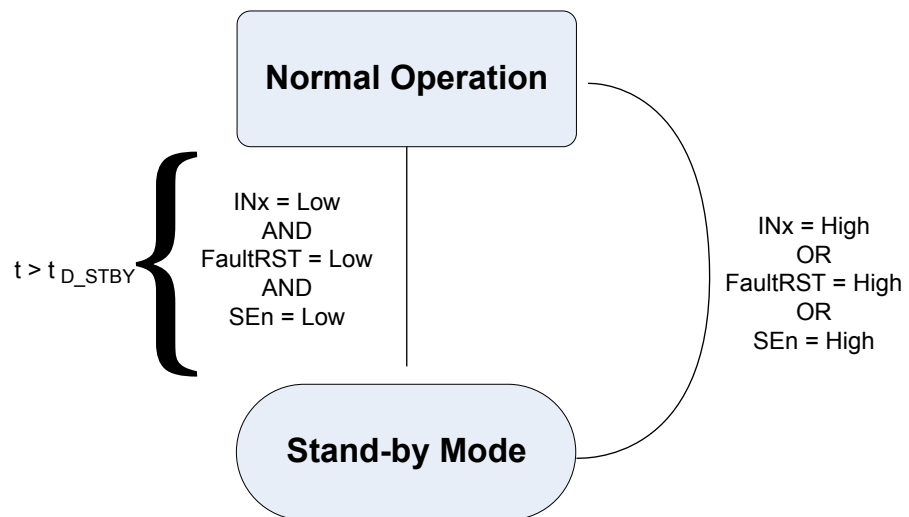 Normal Operation
t > t D_STBY
INx = Low
AND
FaultRST = Low
AND
SEn = Low
INx = High
OR
FaultRST = High
OR
SEn = High
Stand-by Mode